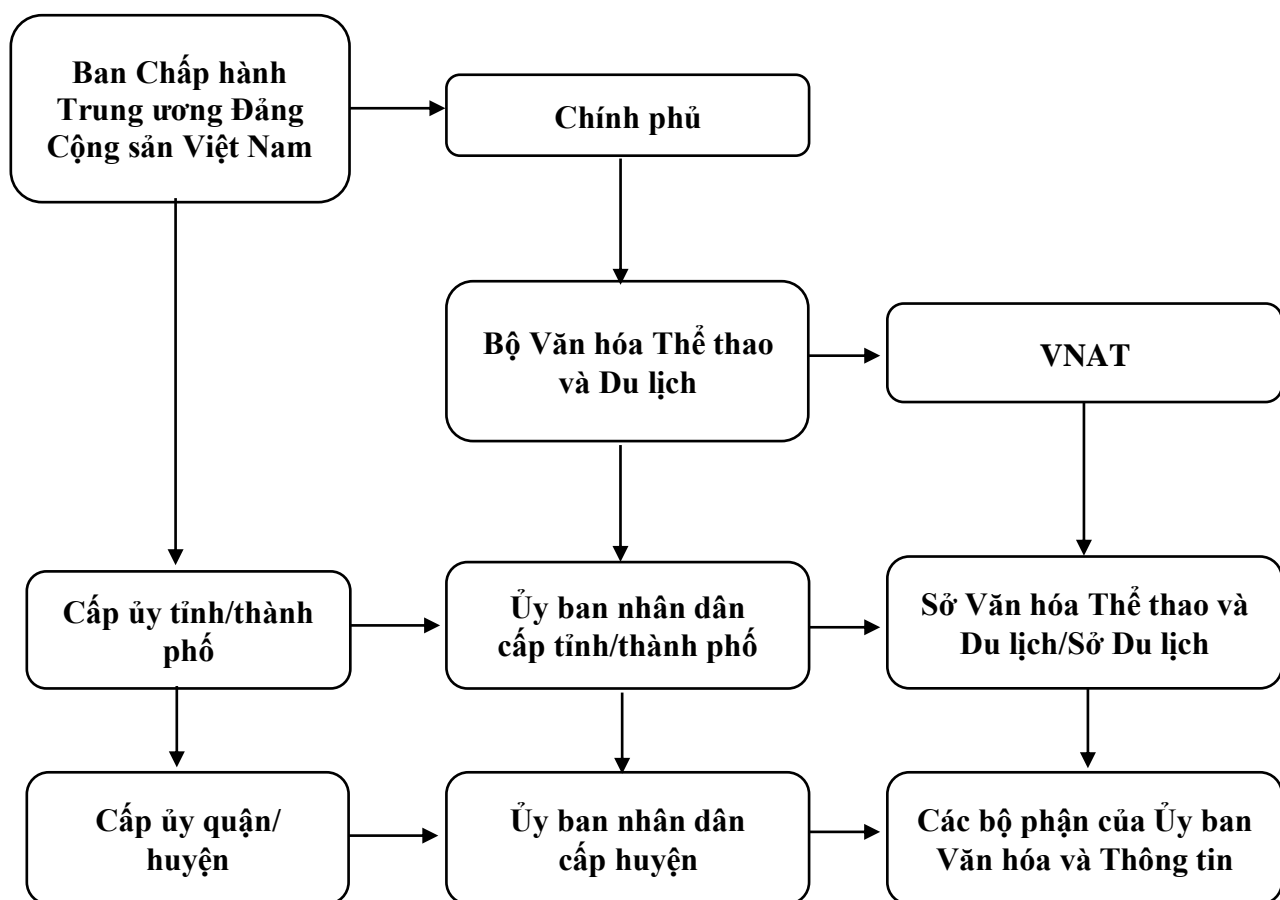 Ban Chấp hành
Trung ương Đảng
Cộng sản Việt Nam
Chính phủ
Bộ Văn hóa Thể thao
và Du lịch
VNAT
Cấp ủy tỉnh/thành
phố
Ủy ban nhân dân
cấp tỉnh/thành phố
Sở Văn hóa Thể thao và
Du lịch/Sở Du lịch
Cấp ủy quận/
huyện
Ủy ban nhân dân
cấp huyện
Các bộ phận của Ủy ban
Văn hóa và Thông tin